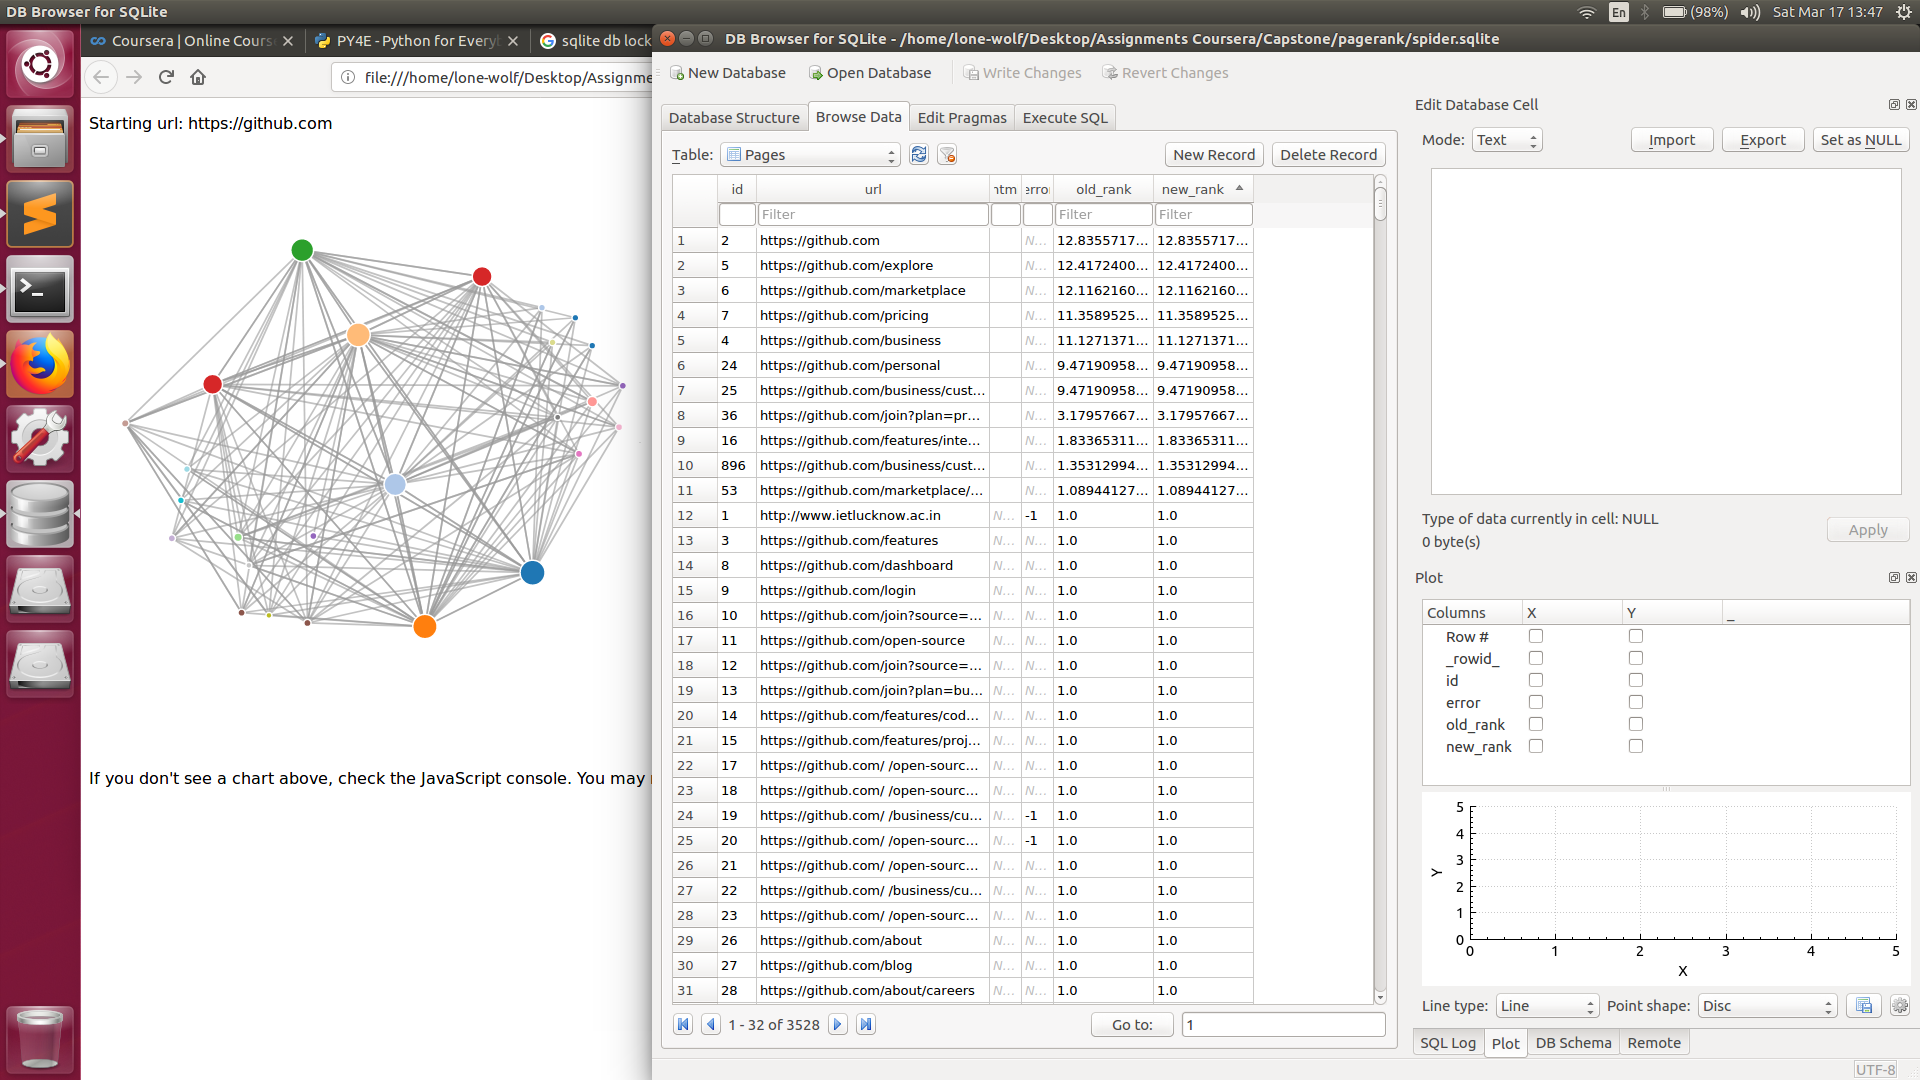 DB Browser for SQLite
En
(98%)
Sat Mar 17 13:47
Coursera | Online Cours
PY4E - Python for Every
sqlite db lock
file:///home/lone-wolf/Desktop/Assignme
Starting url: https://github.com
If you don't see a chart above, check the JavaScript console. You may
DB Browser for SQLite - /home/lone-wolf/Desktop/Assignments Coursera/Capstone/pagerank/spider.sqlite
New Database Open Database Write Changes Revert Changes
Database Structure Browse Data Edit Pragmas Execute SQL
Table: Pages New Record Delete Record
id url htm erro old_rank new_rank
Filter Filter Filter
1 2 https://github.com N... 12.8355717... 12.8355717...
2 5 https://github.com/explore N... 12.4172400... 12.4172400...
3 6 https://github.com/marketplace N... 12.1162160... 12.1162160...
4 7 https://github.com/pricing N... 11.3589525... 11.3589525...
5 4 https://github.com/business N... 11.1271371... 11.1271371...
6 24 https://github.com/personal N... 9.47190958... 9.47190958...
7 25 https://github.com/business/cust... N... 9.47190958... 9.47190958...
8 36 https://github.com/join?plan=pr... N... 3.17957667... 3.17957667...
9 16 https://github.com/features/inte... N... 1.83365311... 1.83365311...
10 896 https://github.com/business/cust... N... 1.35312994... 1.35312994...
11 53 https://github.com/marketplace/... N... 1.08944127... 1.08944127...
12 1 http://www.ietlucknow.ac.in N... -1 1.0 1.0
13 3 https://github.com/features N... N... 1.0 1.0
14 8 https://github.com/dashboard N... N... 1.0 1.0
15 9 https://github.com/login N... N... 1.0 1.0
16 10 https://github.com/join?source=... N... N... 1.0 1.0
17 11 https://github.com/open-source N... N... 1.0 1.0
18 12 https://github.com/join?source=... N... N... 1.0 1.0
19 13 https://github.com/join?plan=bu... N... N... 1.0 1.0
20 14 https://github.com/features/cod... N... N... 1.0 1.0
21 15 https://github.com/features/proj... N... N... 1.0 1.0
22 17 https://github.com/ /open-sourc... N... N... 1.0 1.0
23 18 https://github.com/ /open-sourc... N... N... 1.0 1.0
24 19 https://github.com/ /business/cu... N... -1 1.0 1.0
25 20 https://github.com/ /open-sourc... N... -1 1.0 1.0
26 21 https://github.com/ /open-sourc... N... N... 1.0 1.0
27 22 https://github.com/ /business/cu... N... N... 1.0 1.0
28 23 https://github.com/ /open-sourc... N... N... 1.0 1.0
29 26 https://github.com/about N... N... 1.0 1.0
30 27 https://github.com/blog N... N... 1.0 1.0
31 28 https://github.com/about/careers N... N... 1.0 1.0
1 - 32 of 3528 Go to: 1
Edit Database Cell
Mode: Text Import Export Set as NULL
Type of data currently in cell: NULL
0 byte(s)
Apply
Plot
Columns X Y _
Row #
_rowid_
id
error
old_rank
new_rank
5
4
3
2
1
0
Y
0 1 2 3 4 5
X
Line type: Line Point shape: Disc
SQL Log Plot DB Schema Remote
UTF-8